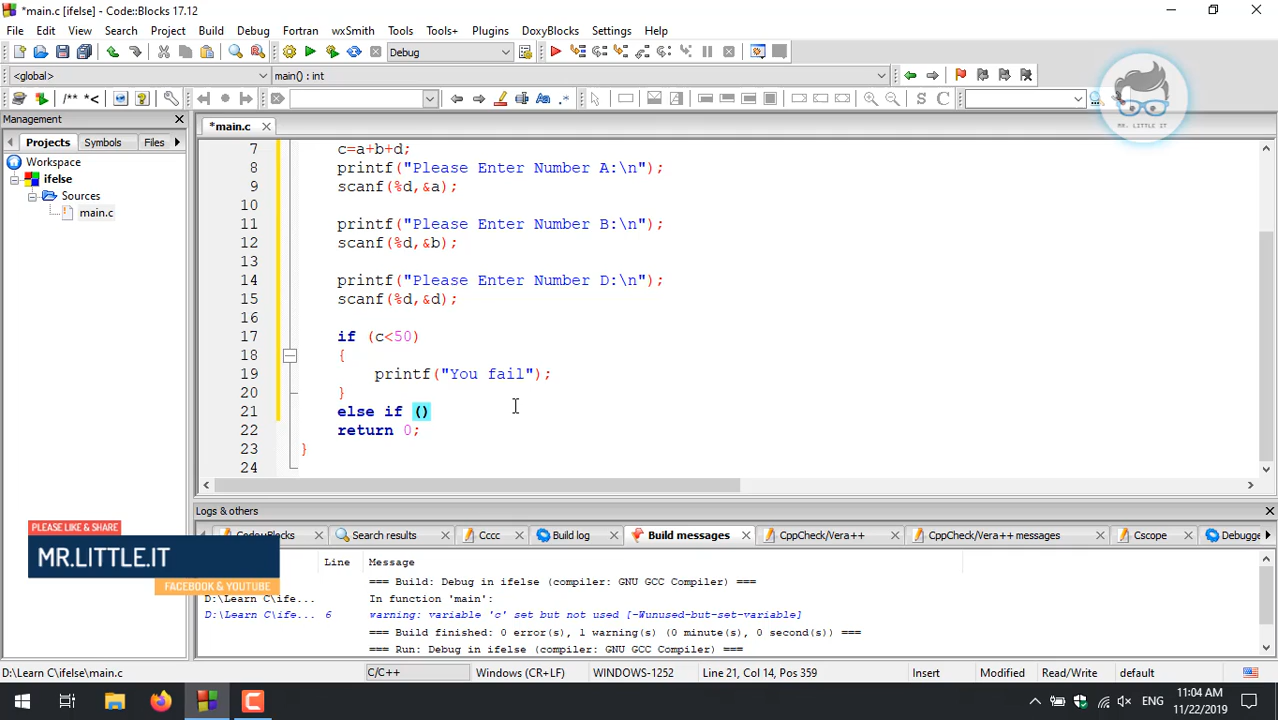 *main.c [ifelse] - Code::Blocks 17.12
File Edit View Search Project Build Debug Fortran wxSmith Tools Tools+ Plugins DoxyBlocks Settings Help
Debug
<global> main() : int
/** *< S C
MR. LITTLE IT
Management *main.c
Projects Symbols Files
Workspace
ifelse
Sources
main.c
7 c=a+b+d;
8 printf("Please Enter Number A:\n");
9 scanf(%d,&a);
10
11 printf("Please Enter Number B:\n");
12 scanf(%d,&b);
13
14 printf("Please Enter Number D:\n");
15 scanf(%d,&d);
16
17 if (c<50)
18 {
19 printf("You fail");
20 }
21 else if ()
22 return 0;
23 }
24
Logs & others
Code::Blocks Search results Cccc Build log Build messages CppCheck/Vera++ CppCheck/Vera++ messages Cscope Debugge
Line Message
=== Build: Debug in ifelse (compiler: GNU GCC Compiler) ===
D:\Learn C\ife... In function 'main':
D:\Learn C\ife... 6 warning: variable 'c' set but not used [-Wunused-but-set-variable]
=== Build finished: 0 error(s), 1 warning(s) (0 minute(s), 0 second(s)) ===
=== Run: Debug in ifelse (compiler: GNU GCC Compiler) ===
PLEASE LIKE & SHARE
MR.LITTLE.IT
FACEBOOK & YOUTUBE
D:\Learn C\ifelse\main.c C/C++ Windows (CR+LF) WINDOWS-1252 Line 21, Col 14, Pos 359 Insert Modified Read/Write default
ENG
11:04 AM
11/22/2019